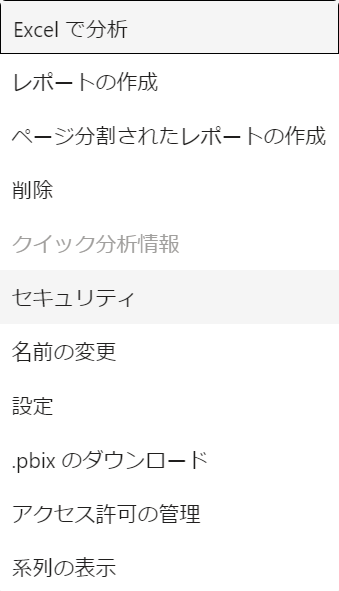 Excel で分析
レポートの作成
ページ分割されたレポートの作成
削除
クイック分析情報
セキュリティ
名前の変更
設定
.pbix のダウンロード
アクセス許可の管理
系列の表示